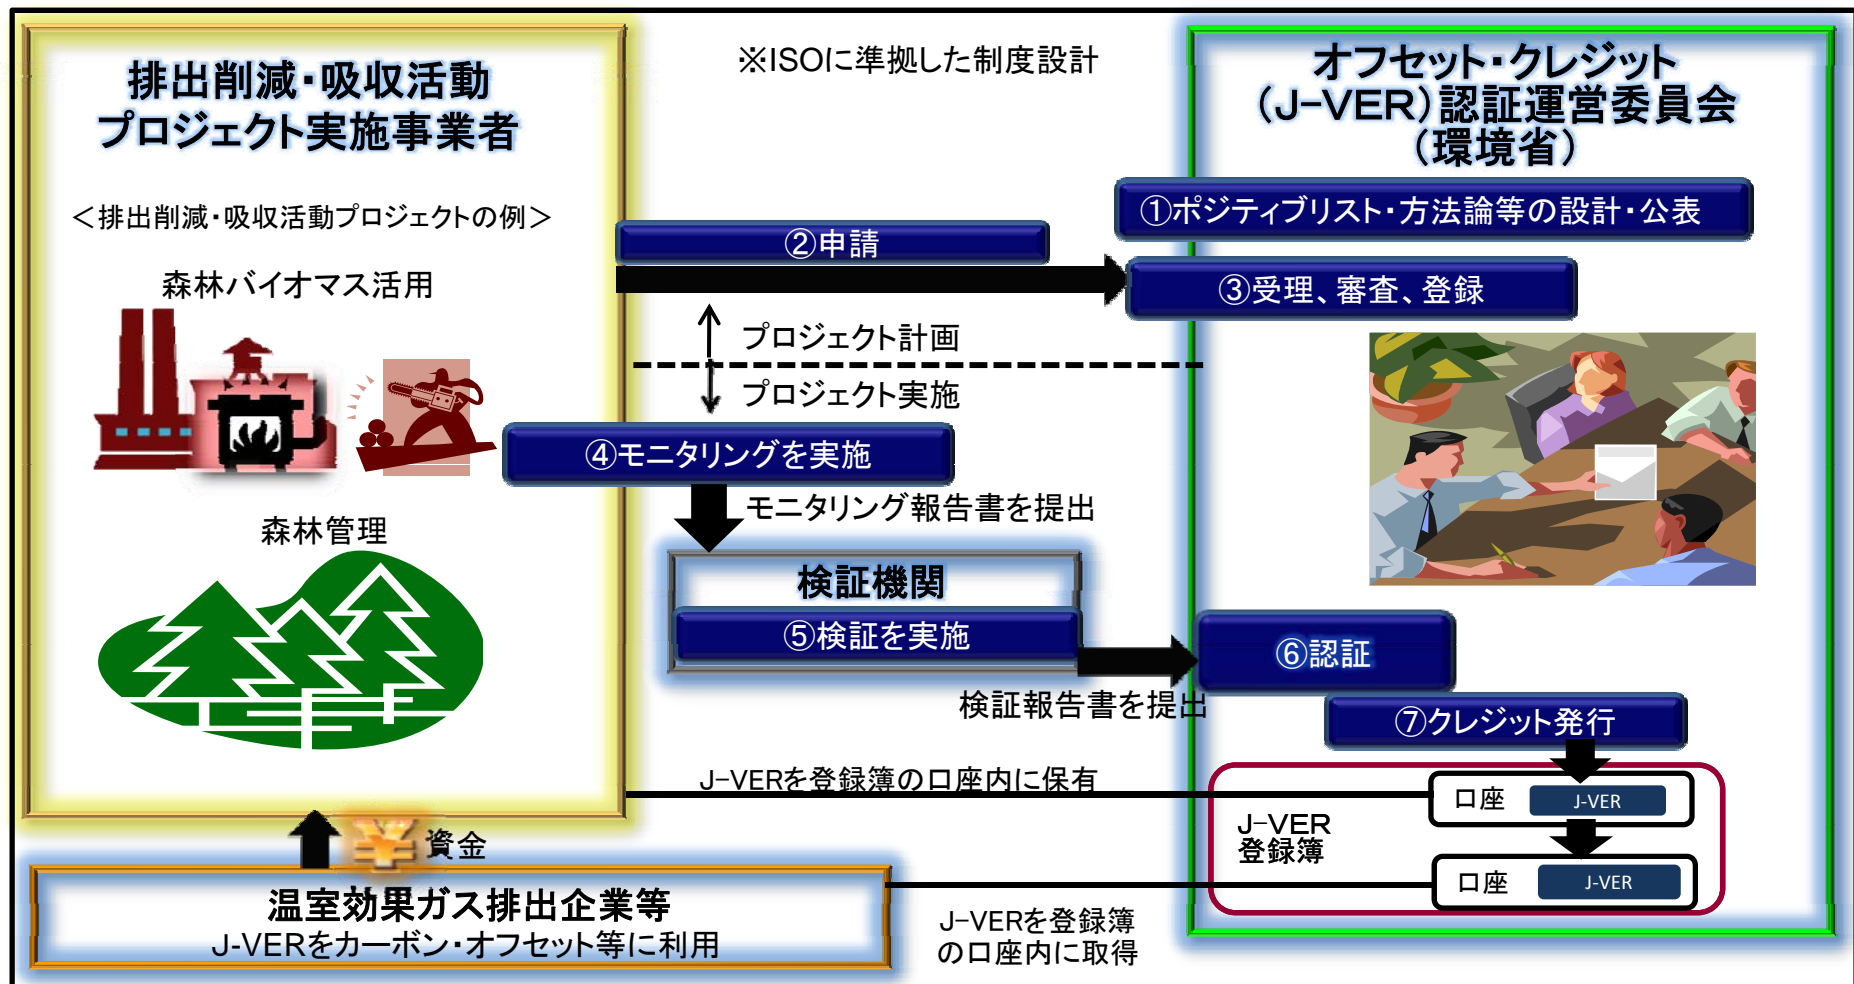 ※ISOに準拠した制度設計
排出削減・吸収活動
プロジェクト実施事業者
＜排出削減・吸収活動プロジェクトの例＞
森林バイオマス活用
森林管理
オフセット・クレジット
（J-VER）認証運営委員会
（環境省）
①ポジティブリスト・方法論等の設計・公表
②申請
③受理、審査、登録
プロジェクト計画
プロジェクト実施
④モニタリングを実施
モニタリング報告書を提出
検証機関
⑤検証を実施
検証報告書を提出
⑥認証
⑦クレジット発行
J-VERを登録簿の口座内に保有
口座 J-VER
J-VER
登録簿
口座 J-VER
¥資金
温室効果ガス排出企業等
J-VERをカーボン・オフセット等に利用
J-VERを登録簿
の口座内に取得